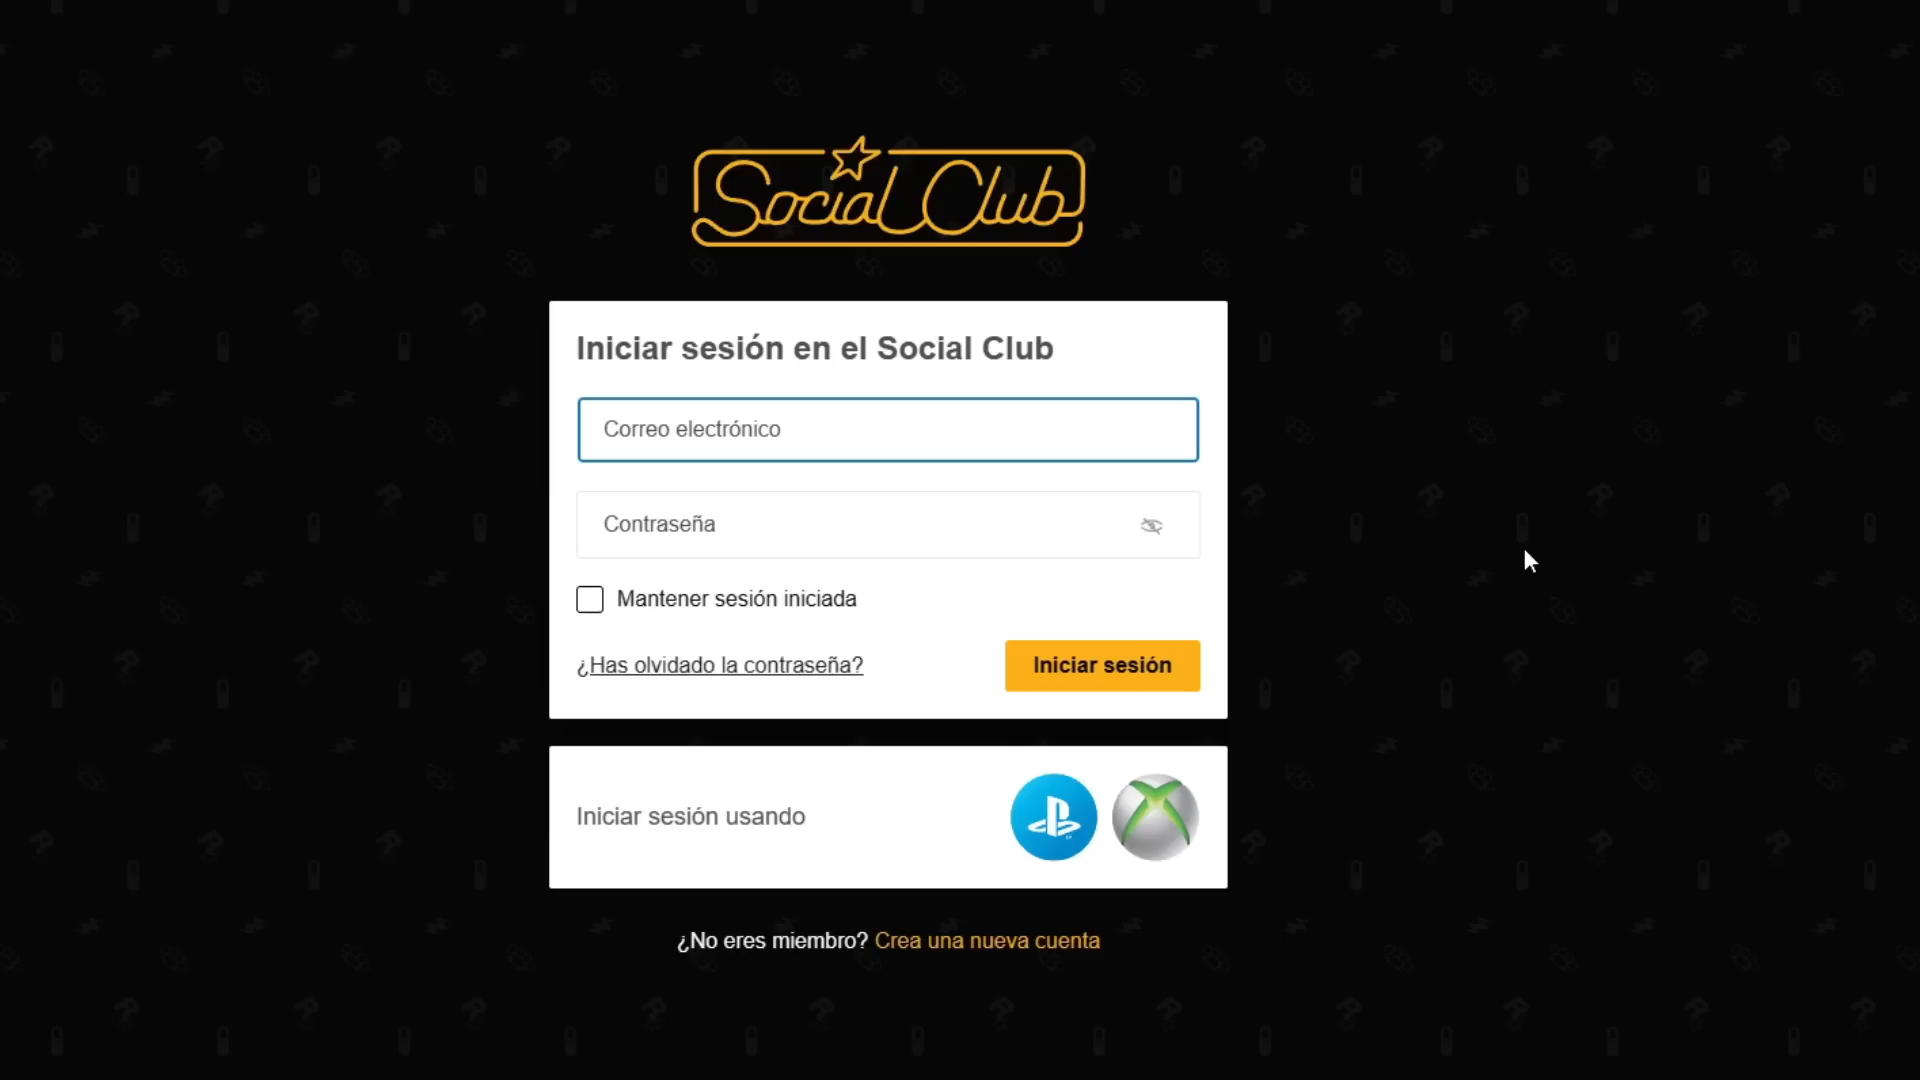 Social Club
Iniciar sesión en el Social Club
Correo electrónico
Contraseña
Mantener sesión iniciada
¿Has olvidado la contraseña?
Iniciar sesión
Iniciar sesión usando
¿No eres miembro? Crea una nueva cuenta